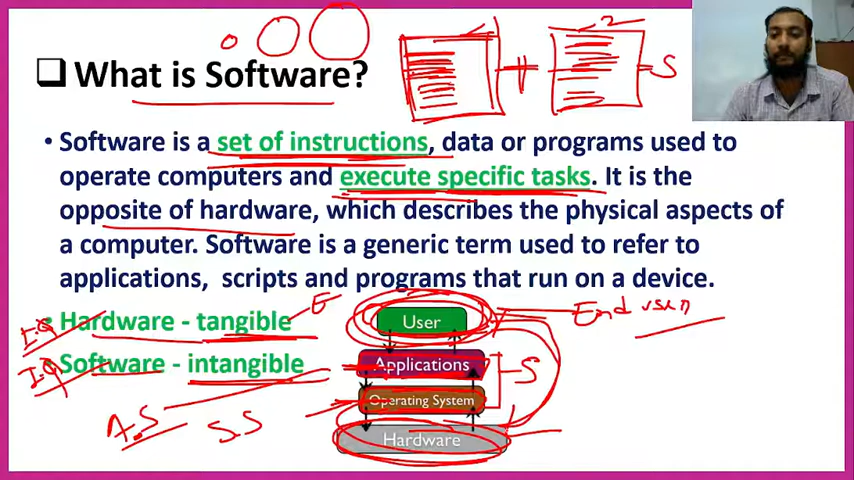 1
2
S
What is Software?
• Software is a set of instructions, data or programs used to
operate computers and execute specific tasks. It is the
opposite of hardware, which describes the physical aspects of
a computer. Software is a generic term used to refer to
applications, scripts and programs that run on a device.
• Hardware - tangible
• Software - intangible
I.Q
I.Q
A.S
S.S
User
Applications
Operating System
Hardware
End user
S